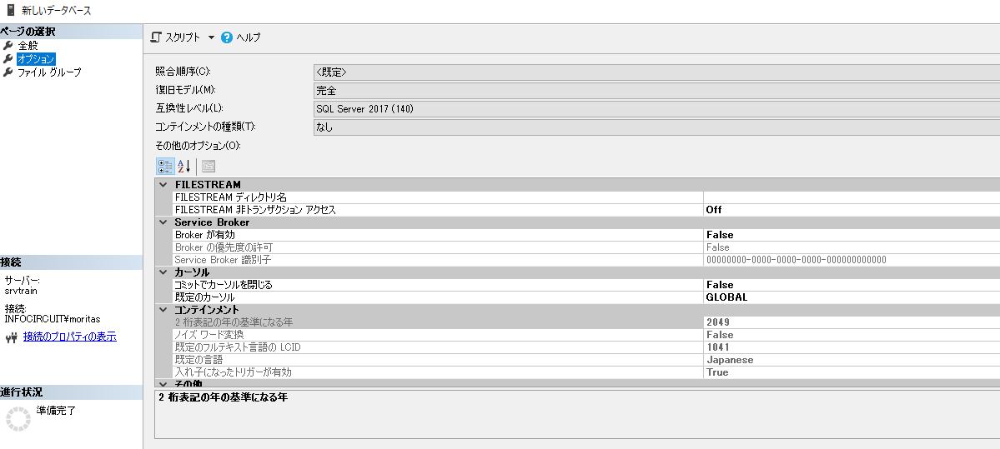 新しいデータベース
ページの選択
全般
オプション
ファイル グループ
スクリプト ヘルプ
照合順序(C): <既定>
復旧モデル(M): 完全
互換性レベル(L): SQL Server 2017 (140)
コンテインメントの種類(T): なし
その他のオプション(O):
FILESTREAM
FILESTREAM ディレクトリ名
FILESTREAM 非トランザクション アクセス Off
Service Broker
Broker が有効 False
Broker の優先度の許可 False
Service Broker 識別子 00000000-0000-0000-0000-000000000000
カーソル
コミットでカーソルを閉じる False
既定のカーソル GLOBAL
コンテインメント
2 桁表記の年の基準になる年 2049
ノイズ ワード変換 False
既定のフルテキスト言語の LCID 1041
既定の言語 Japanese
入れ子になったトリガーが有効 True
その他
2 桁表記の年の基準になる年
接続
サーバー:
srvtrain
接続:
INFOCIRCUIT¥moritas
接続のプロパティの表示
進行状況
準備完了